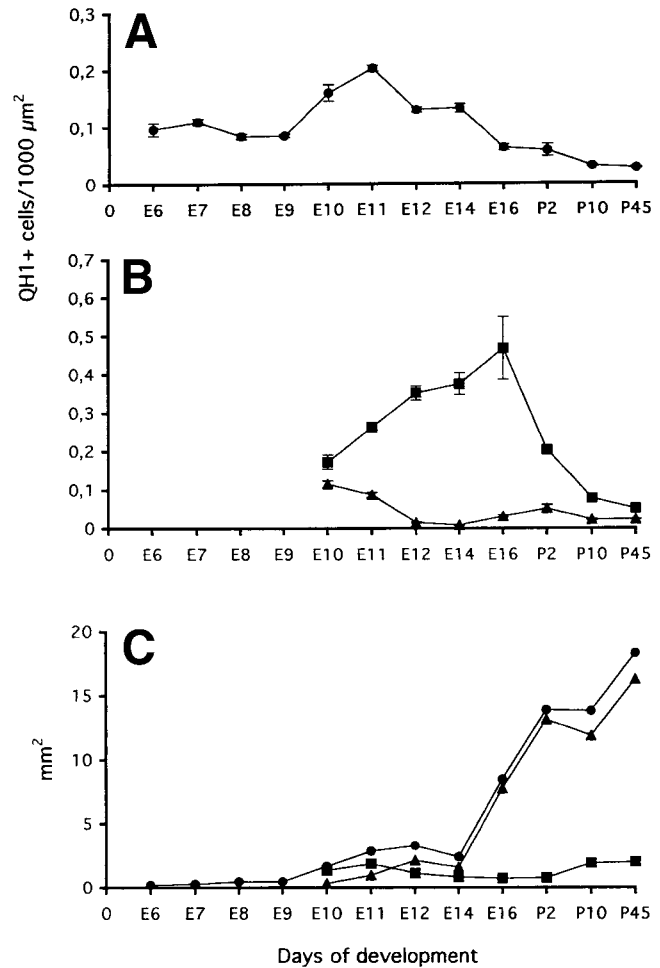 A
0,3
0,2
0,1
0
0 E6 E7 E8 E9 E10 E11 E12 E14 E16 P2 P10 P45
QH1+ cells/1000 µm²
B
0,7
0,6
0,5
0,4
0,3
0,2
0,1
0
0 E6 E7 E8 E9 E10 E11 E12 E14 E16 P2 P10 P45
C
20
15
10
5
0
mm²
0 E6 E7 E8 E9 E10 E11 E12 E14 E16 P2 P10 P45
Days of development